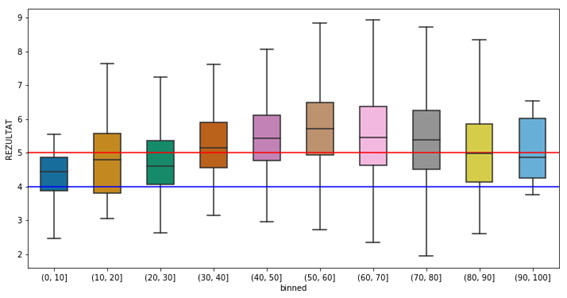 9
8
7
6
5
4
3
2
REZULTAT
(0, 10] (10, 20] (20, 30] (30, 40] (40, 50] (50, 60] (60, 70] (70, 80] (80, 90] (90, 100]
binned